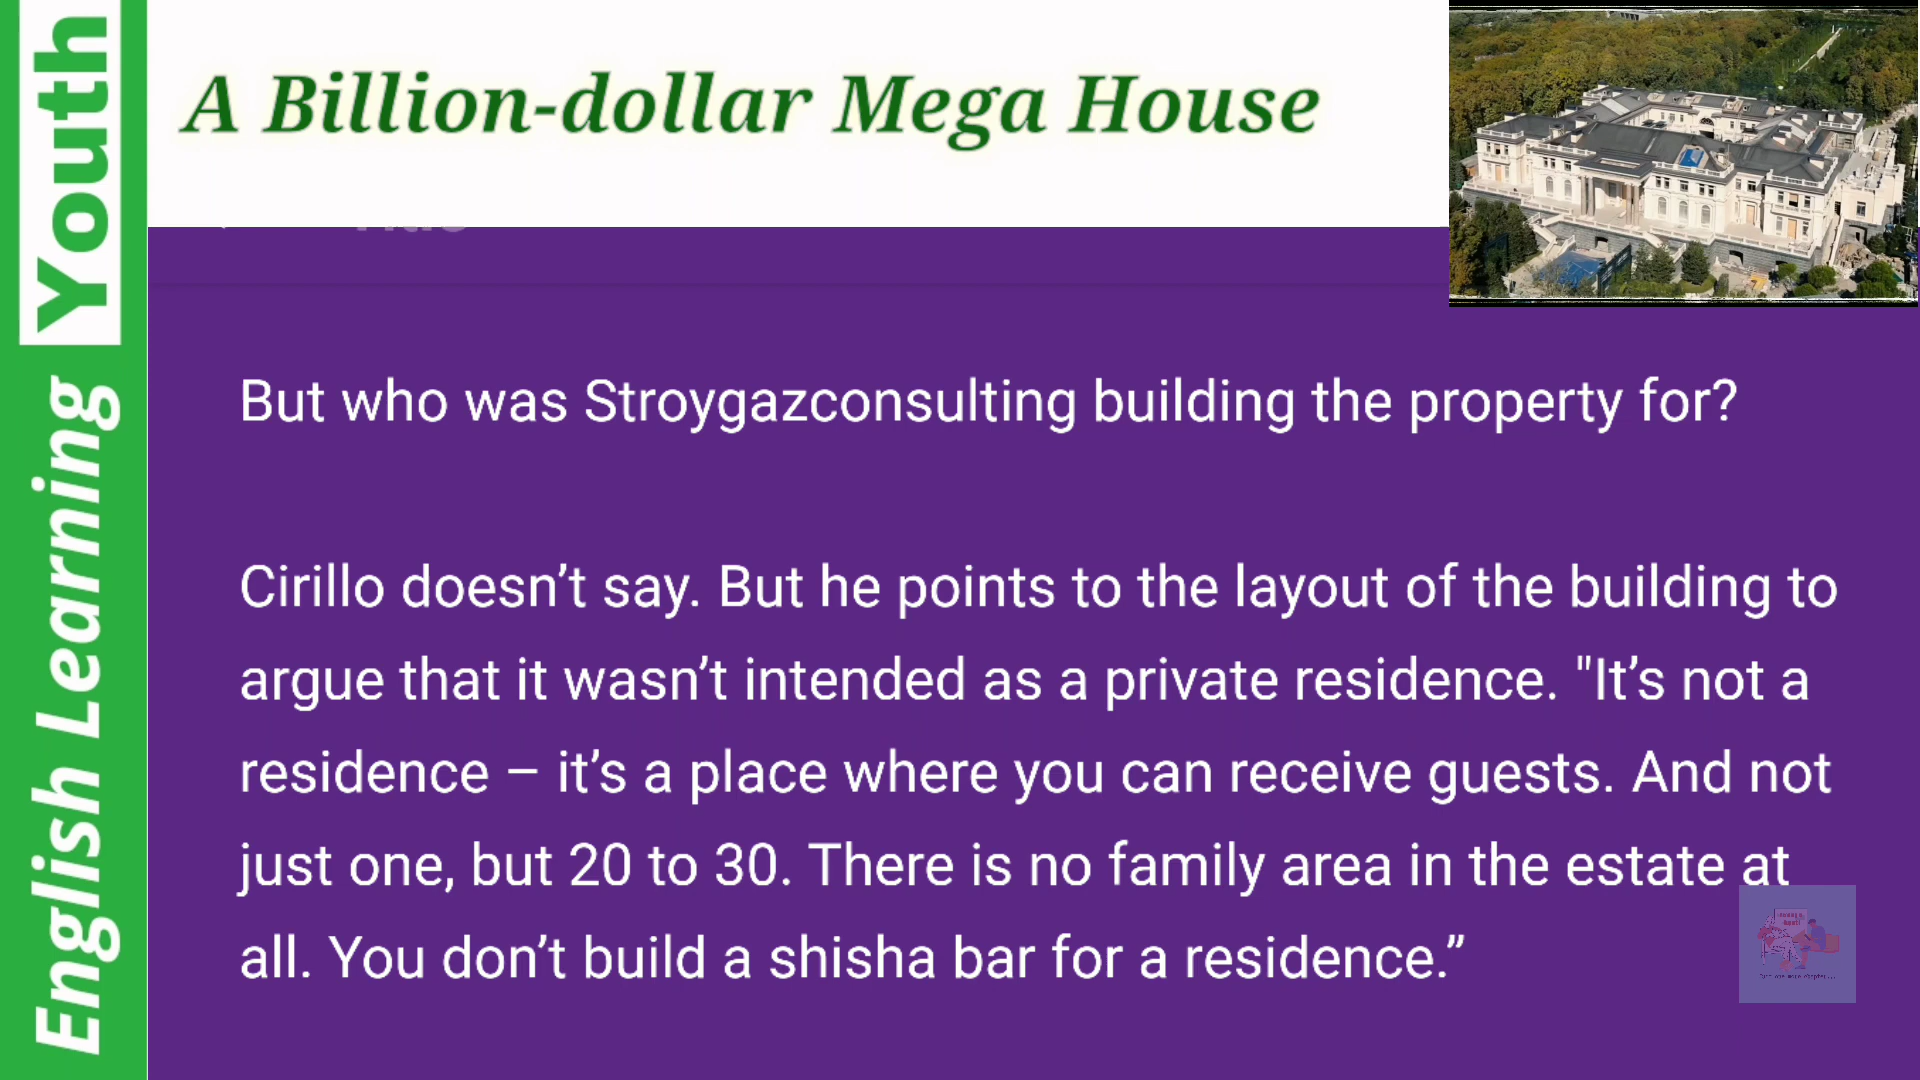 English Learning Youth
A Billion-dollar Mega House
But who was Stroygazconsulting building the property for?
Cirillo doesn’t say. But he points to the layout of the building to
argue that it wasn’t intended as a private residence. "It’s not a
residence – it’s a place where you can receive guests. And not
just one, but 20 to 30. There is no family area in the estate at
all. You don’t build a shisha bar for a residence.”